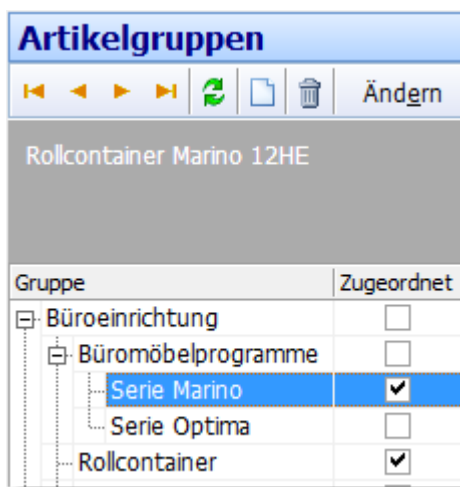 Artikelgruppen
Ändern
Rollcontainer Marino 12HE
Gruppe Zugeordnet
Büroeinrichtung
Büromöbelprogramme
Serie Marino
Serie Optima
Rollcontainer